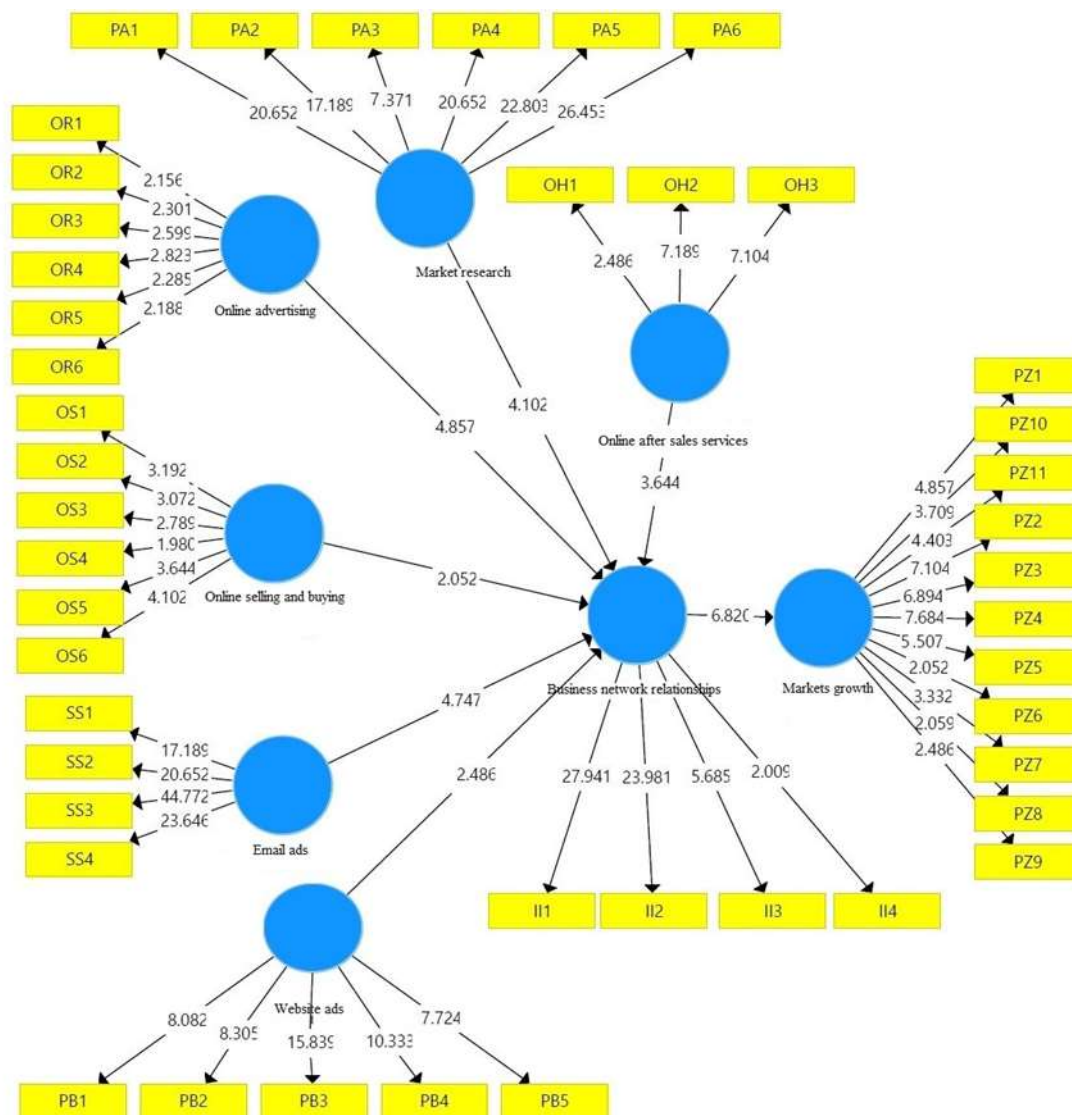 PA1 PA2 PA3 PA4 PA5 PA6
20.652 17.189 7.371 20.652 22.803 26.453
Market research
OR1
OR2
OR3
OR4
OR5
OR6
2.156
2.301
2.599
2.823
2.285
2.188
Online advertising
OH1 OH2 OH3
2.486 7.189 7.104
Online after sales services
4.857
4.102
3.644
OS1
OS2
OS3
OS4
OS5
OS6
3.192
3.072
2.789
1.980
3.644
4.102
Online selling and buying
2.052
Business network relationships
6.820
Markets growth
PZ1
PZ10
PZ11
PZ2
PZ3
PZ4
PZ5
PZ6
PZ7
PZ8
PZ9
4.857
3.709
4.403
7.104
6.894
7.684
5.507
2.052
3.332
2.059
2.486
SS1
SS2
SS3
SS4
17.189
20.652
44.772
23.646
Email ads
4.747
2.486
27.941 23.981 5.685 2.009
II1 II2 II3 II4
Website ads
8.082 8.305 15.839 10.333 7.724
PB1 PB2 PB3 PB4 PB5